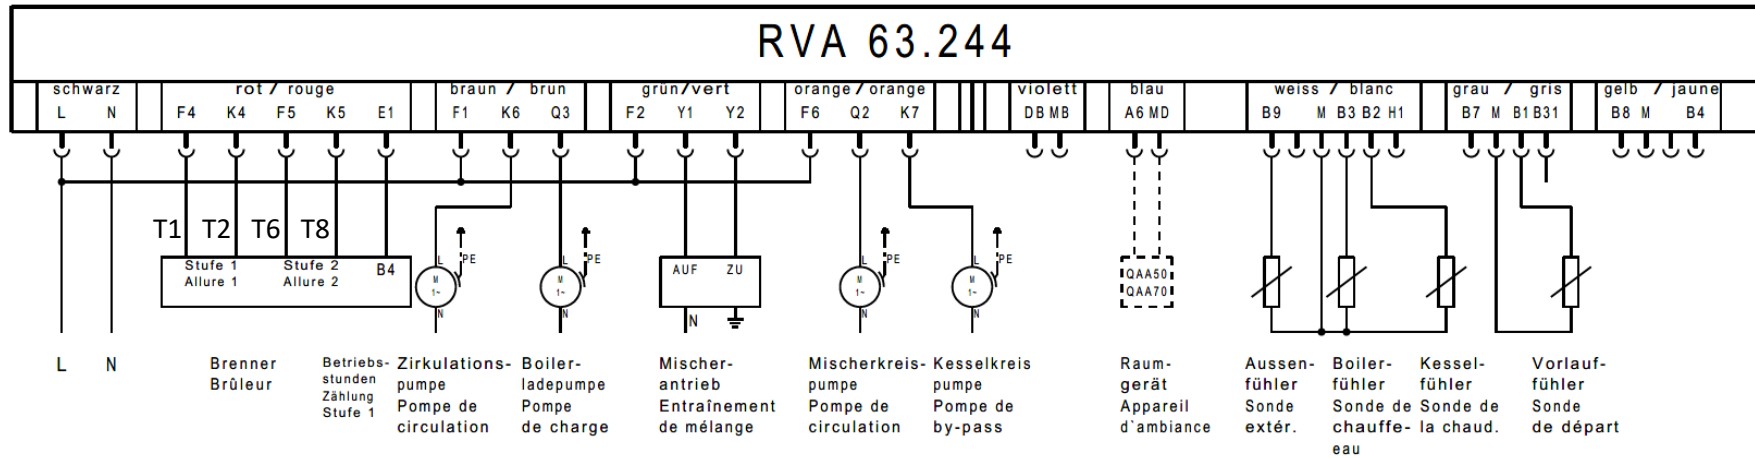 RVA 63.244
schwarz rot / rouge braun / brun grün/vert orange/orange violett blau weiss / blanc grau / gris gelb / jaune
L N F4 K4 F5 K5 E1 F1 K6 Q3 F2 Y1 Y2 F6 Q2 K7 DB MB A6 MD B9 M B3 B2 H1 B7 M B1 B31 B8 M B4
T1 T2 T6 T8
L PE L PE L PE L PE
Stufe 1 Stufe 2 B4 AUF ZU QAA50
Allure 1 Allure 2 QAA70
M M M M
1~ 1~ 1~ 1~
N N N N N
L N Brenner Betriebs- Zirkulations- Boiler- Mischer- Mischerkreis- Kesselkreis Raum- Aussen- Boiler- Kessel- Vorlauf-
Brûleur stunden pumpe ladepumpe antrieb pumpe pumpe gerät fühler fühler fühler fühler
Zählung Pompe de Pompe Entraînement Pompe de Pompe de Appareil Sonde Sonde de Sonde de Sonde
Stufe 1 circulation de charge de mélange circulation by-pass d'ambiance extér. chauffe- la chaud. de départ
eau